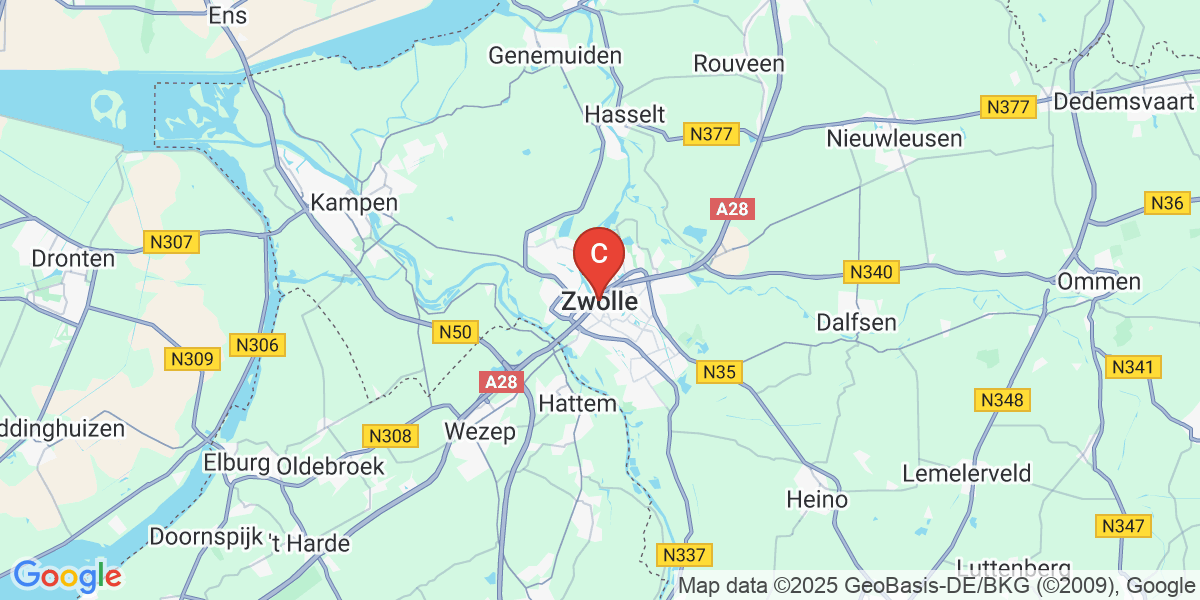 Ens
Genemuiden
Rouveen
Hasselt
N377
N377
Dedemsvaart
Nieuwleusen
Kampen
A28
N36
N307
Dronten
C
N340
Ommen
Zwolle
Dalfsen
N50
N306
N309
N35
N341
A28
Hattem
N348
ddinghuizen
N308
Wezep
Elburg
Oldebroek
Lemelerveld
Heino
N347
Doornspijk
't Harde
N337
Luttenberg
Google
Map data ©2025 GeoBasis-DE/BKG (©2009), Google